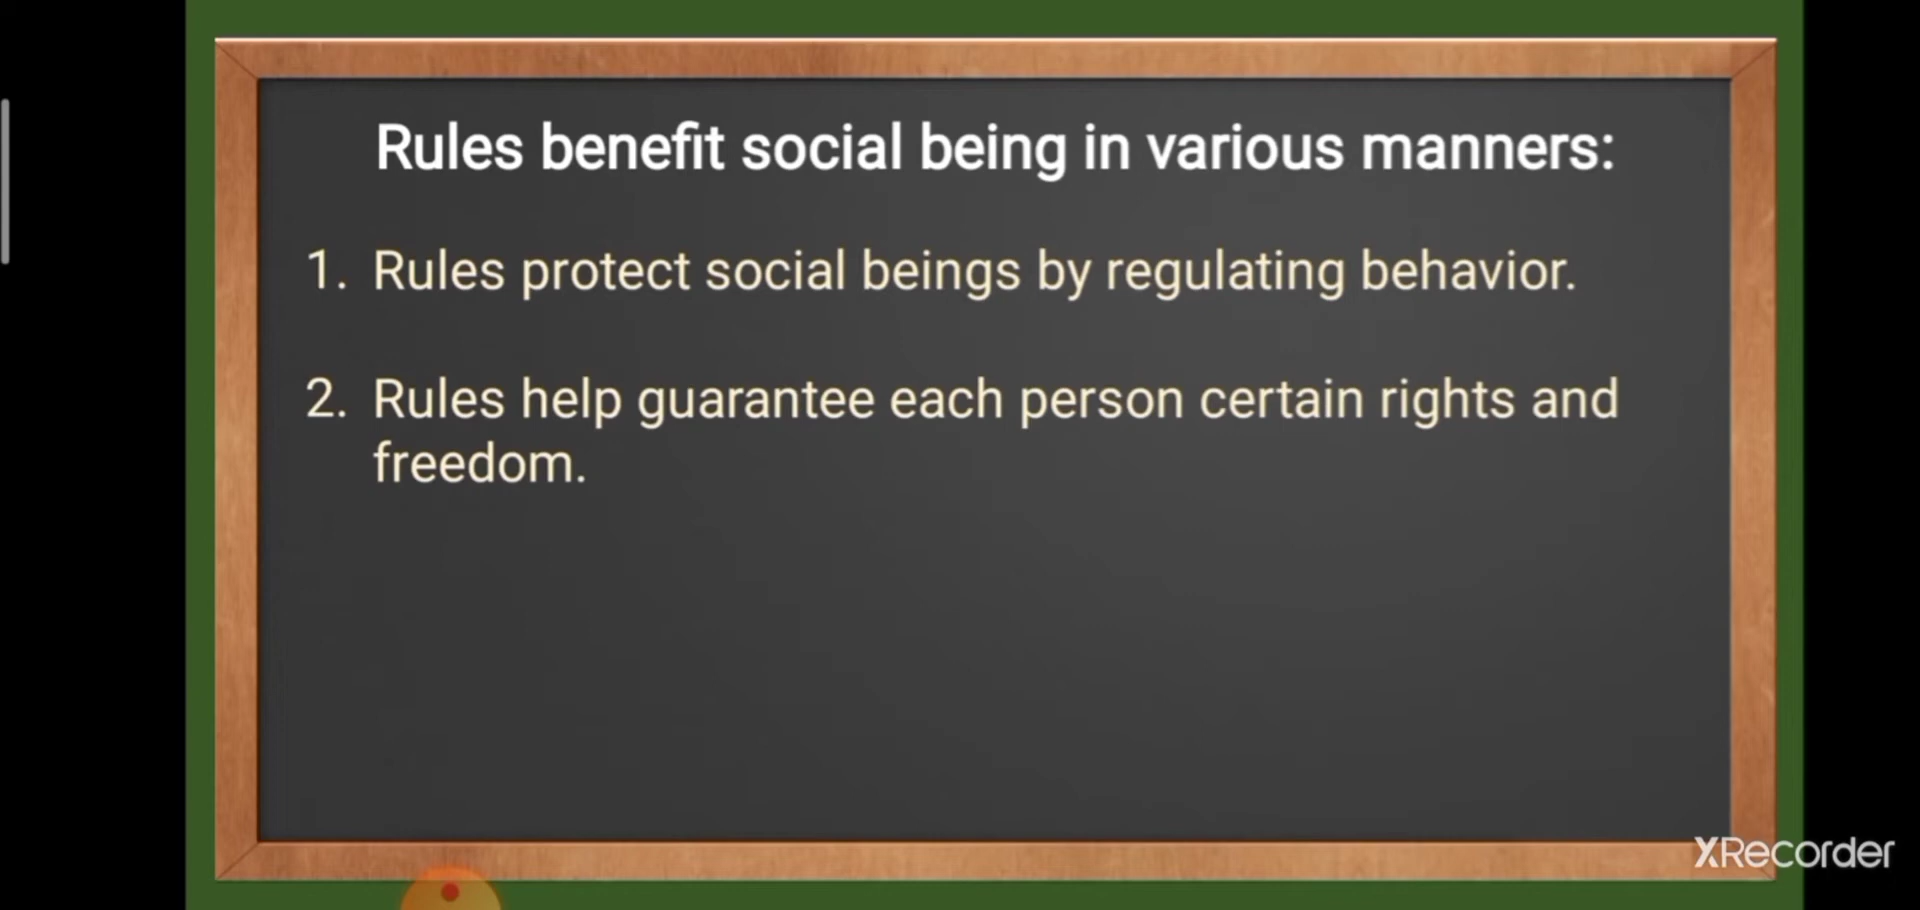 Rules benefit social being in various manners:
1. Rules protect social beings by regulating behavior.
2. Rules help guarantee each person certain rights and
freedom.
XRecorder